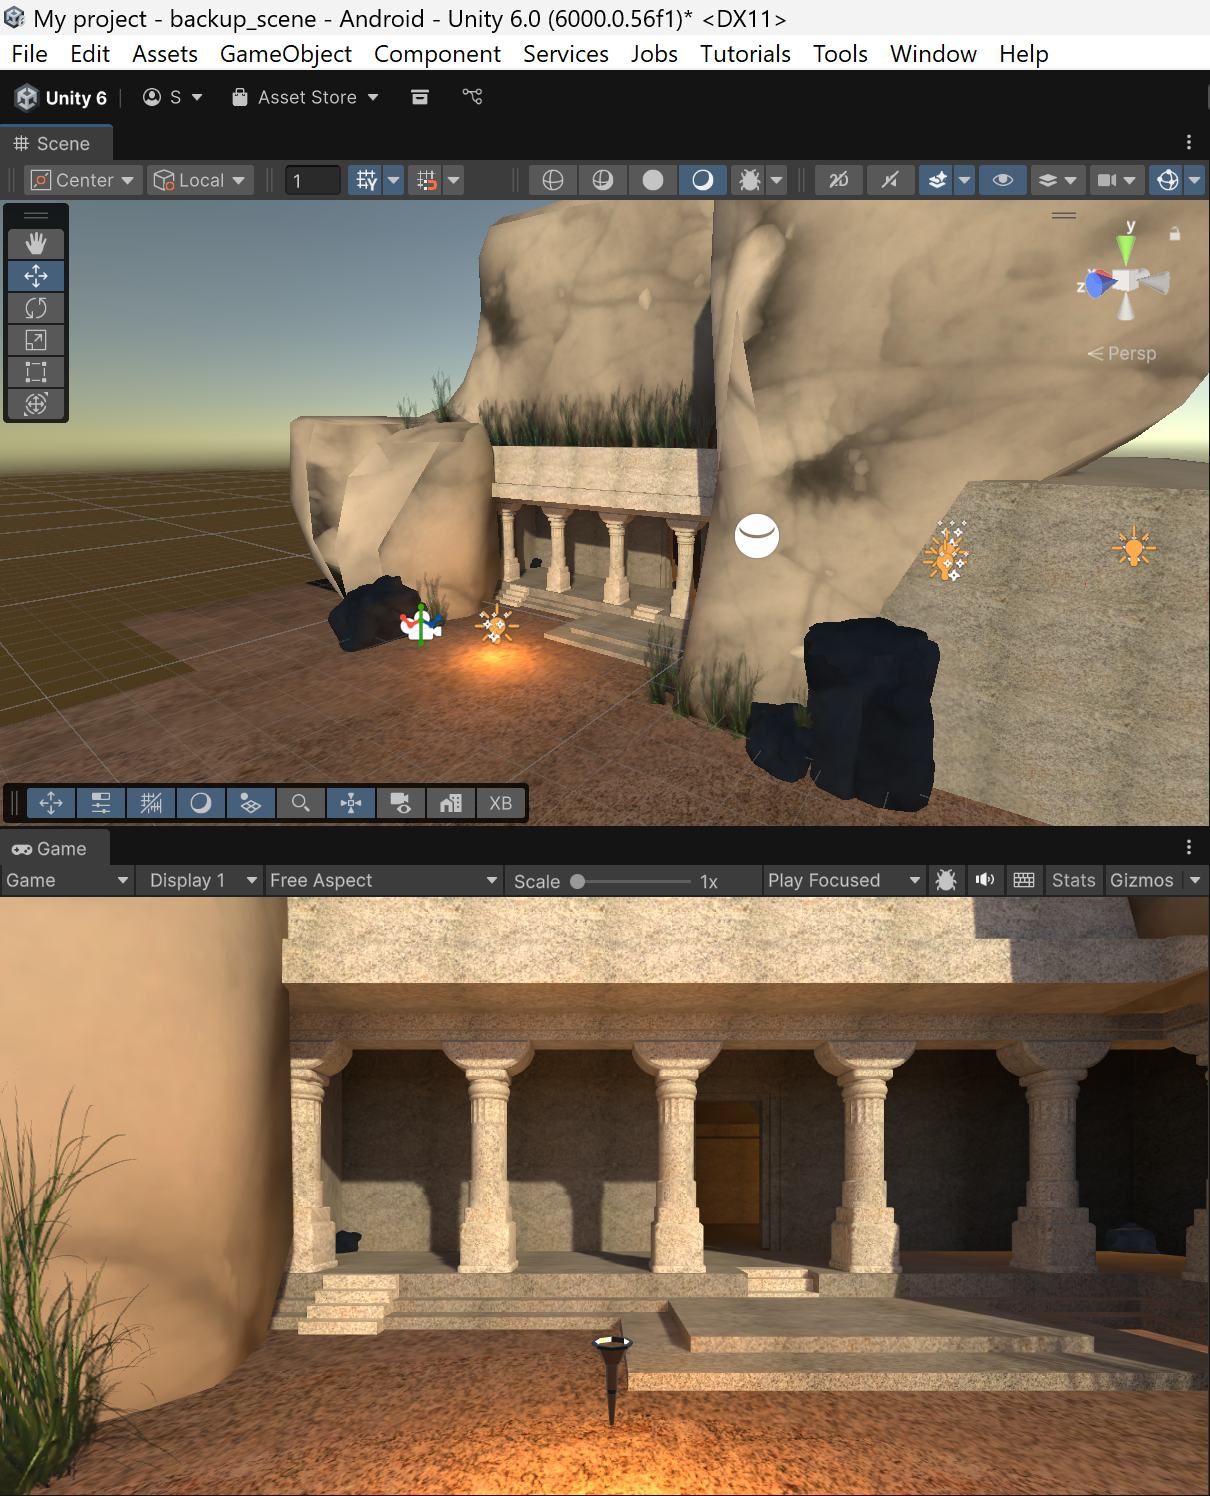 My project - backup_scene - Android - Unity 6.0 (6000.0.56f1)* <DX11>
File Edit Assets GameObject Component Services Jobs Tutorials Tools Window Help
Unity 6 S Asset Store
Scene
Center Local 1 2D
y
z
Persp
XB
Game
Game Display 1 Free Aspect Scale 1x Play Focused Stats Gizmos